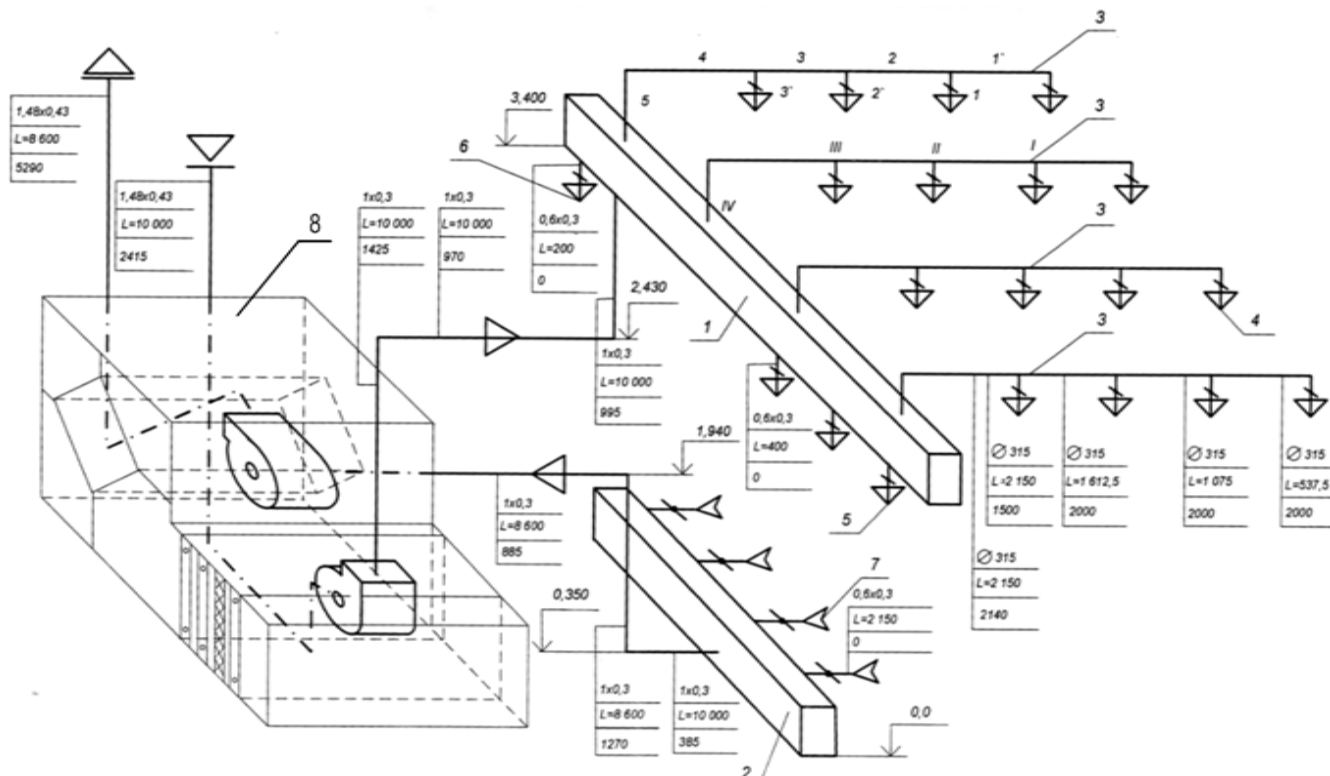 1,48x0,43
L=8 600
5290
1,48x0,43
L=10 000
2415
8
1x0,3
L=10 000
1425
1x0,3
L=10 000
970
3,400
6
0,6x0,3
L=200
0
2,430
1x0,3
L=10 000
995
4
3
2
1'
3
5
3'
2'
1
III
II
I
3
IV
3
4
1
3
0,6x0,3
L=400
0
5
1,940
1x0,3
L=8 600
885
0,350
1x0,3
L=8 600
1270
1x0,3
L=10 000
385
7
0,6x0,3
L=2 150
0
0,0
2
Ø 315
L=2 150
1500
Ø 315
L=1 612,5
2000
Ø 315
L=1 075
2000
Ø 315
L=537,5
2000
Ø 315
L=2 150
2140